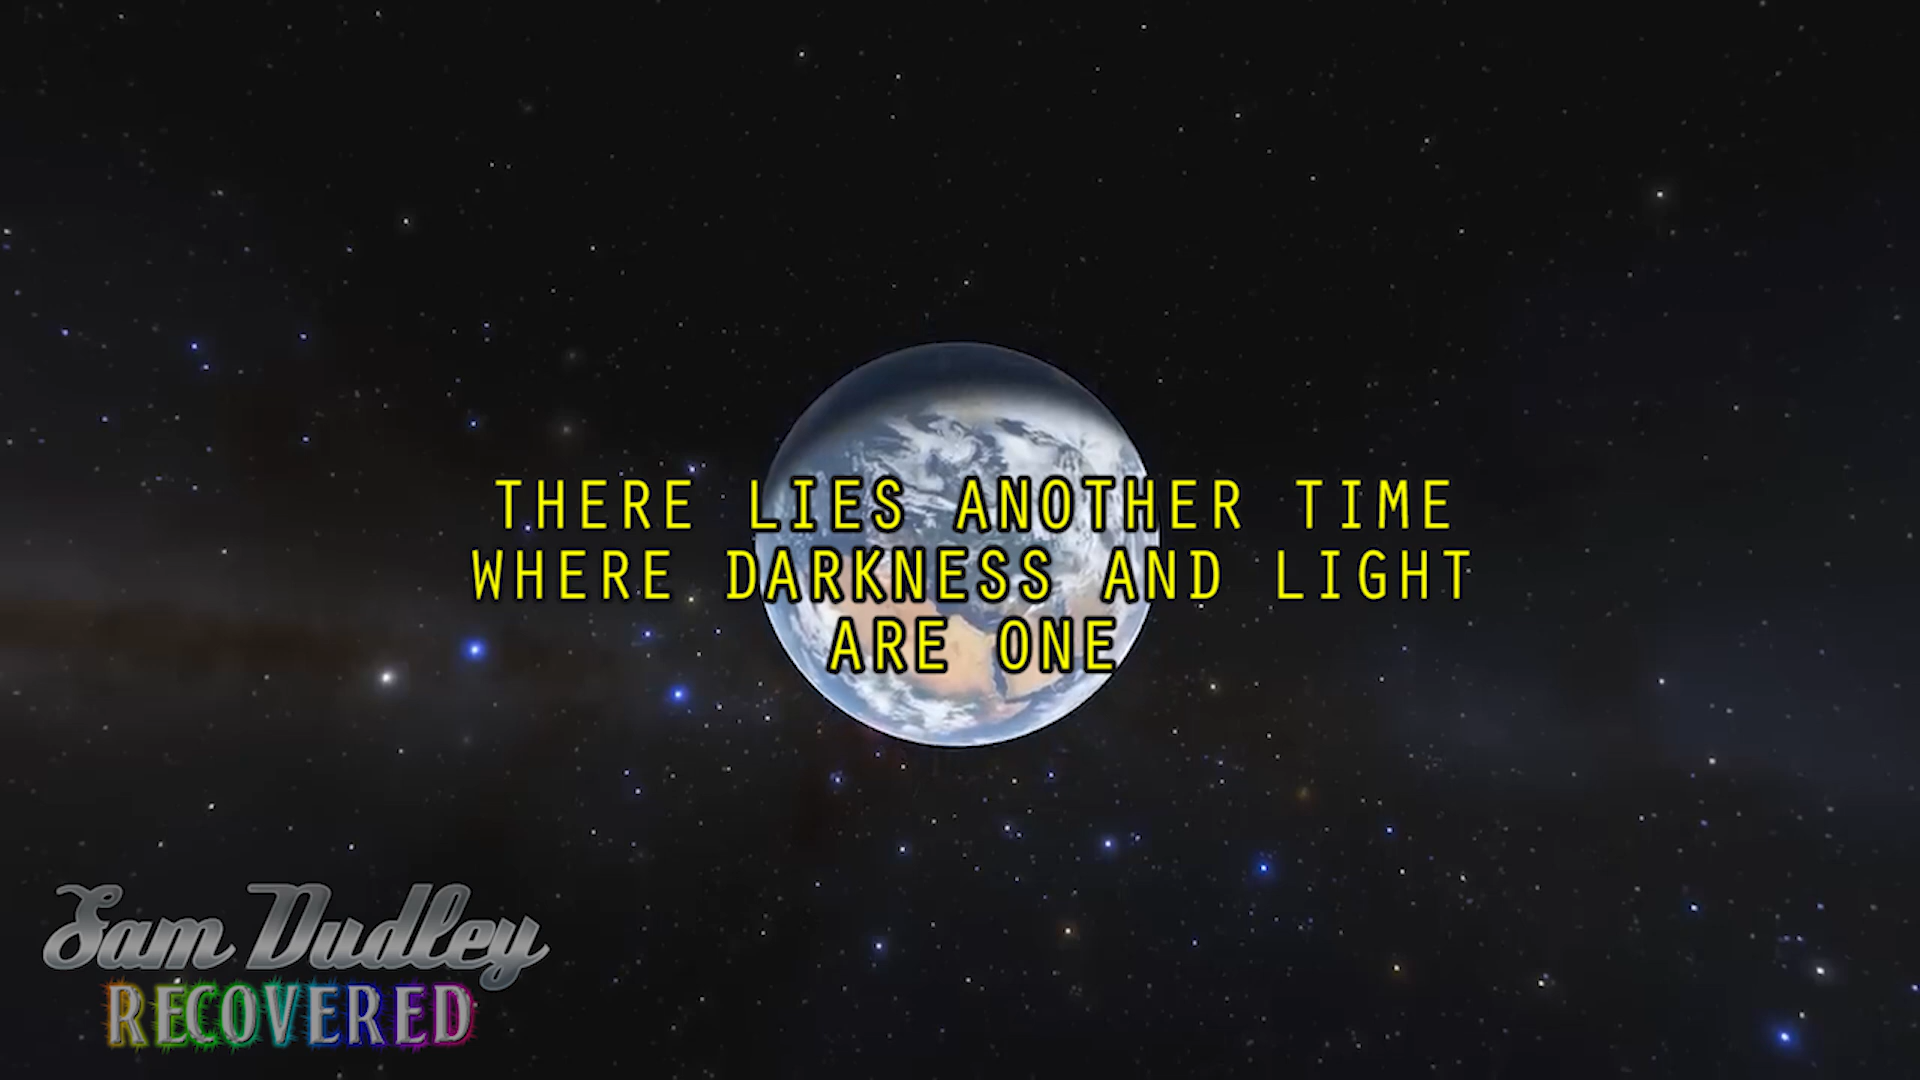 THERE LIES ANOTHER TIME
WHERE DARKNESS AND LIGHT
ARE ONE
Sam Dudley
RECOVERED